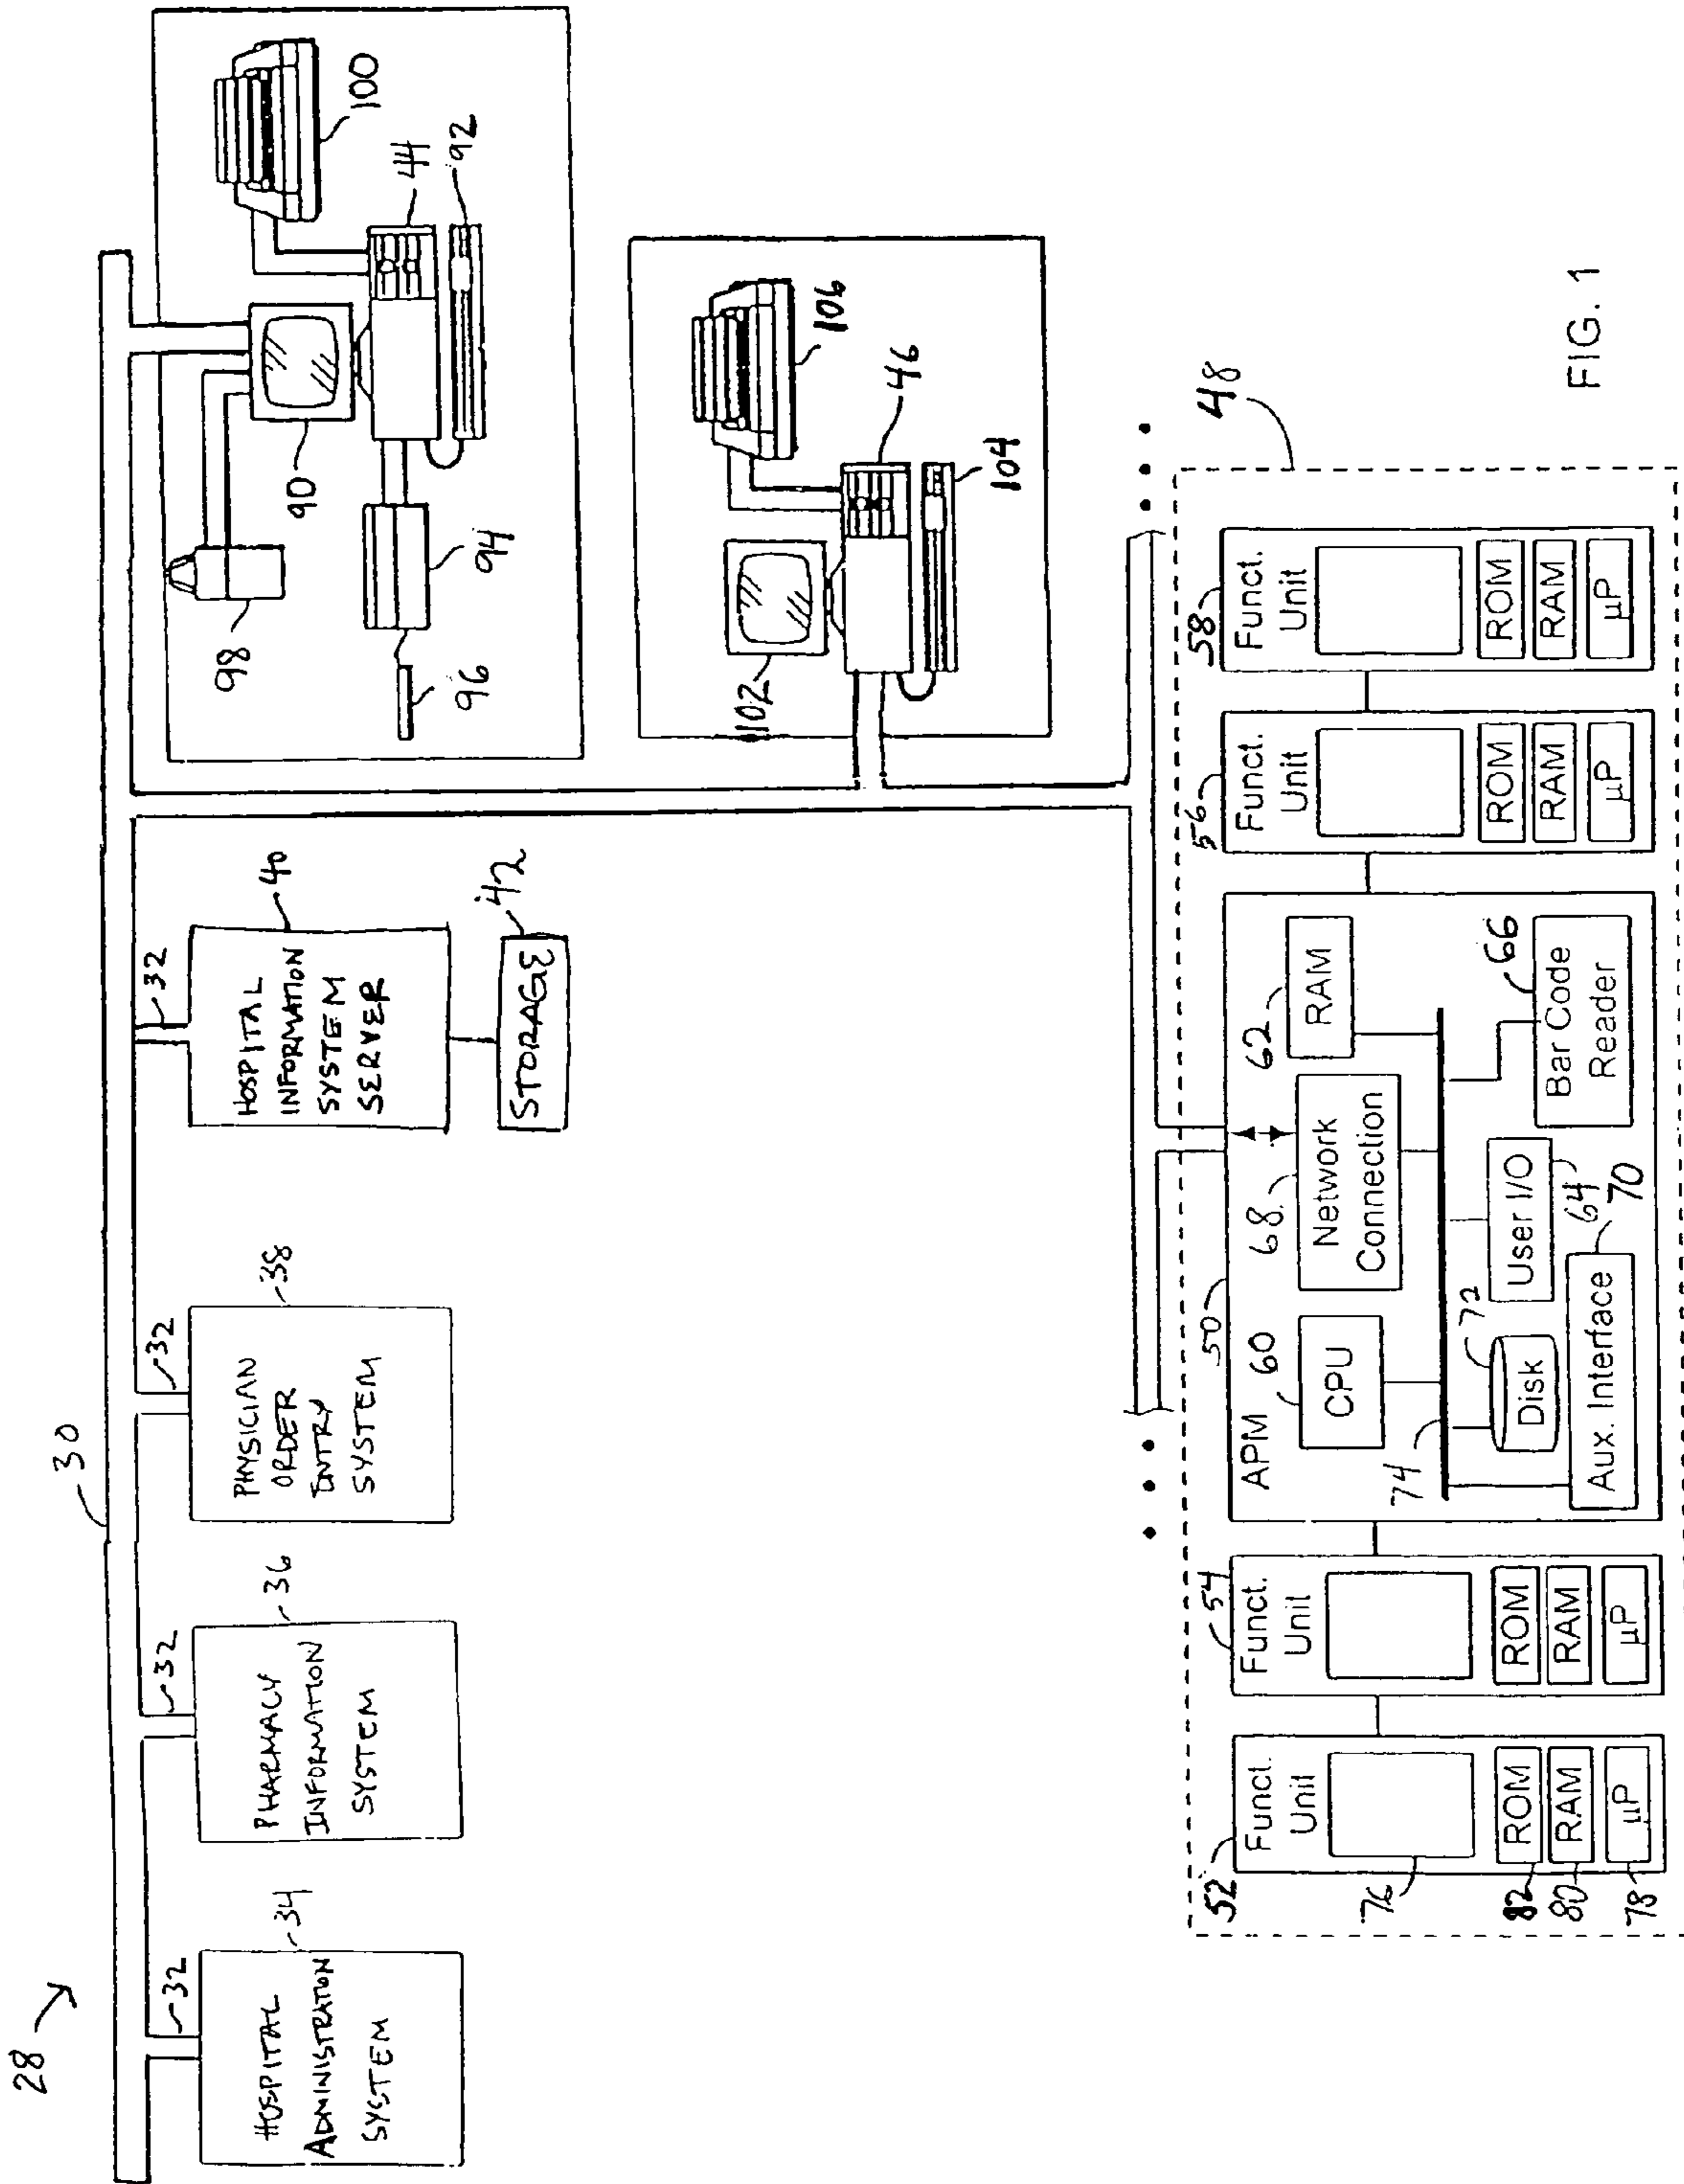 28
30
32
HOSPITAL
ADMINISTRATION
SYSTEM
34
32
PHARMACY
INFORMATION
SYSTEM
36
32
PHYSICIAN
ORDER
ENTRY
SYSTEM
38
32
HOSPITAL
INFORMATION
SYSTEM
SERVER
40
STORAGE
42
98
90
100
44
92
94
96
102
106
46
104
48
52
Funct.
Unit
76
ROM
82
RAM
80
µP
78
54
Funct.
Unit
ROM
RAM
µP
50
APM
60
CPU
68
Network
Connection
62
RAM
74
72
Disk
User I/O
64
66
Bar Code
Reader
Aux. Interface
70
56
Funct.
Unit
ROM
RAM
µP
58
Funct.
Unit
ROM
RAM
µP
FIG. 1